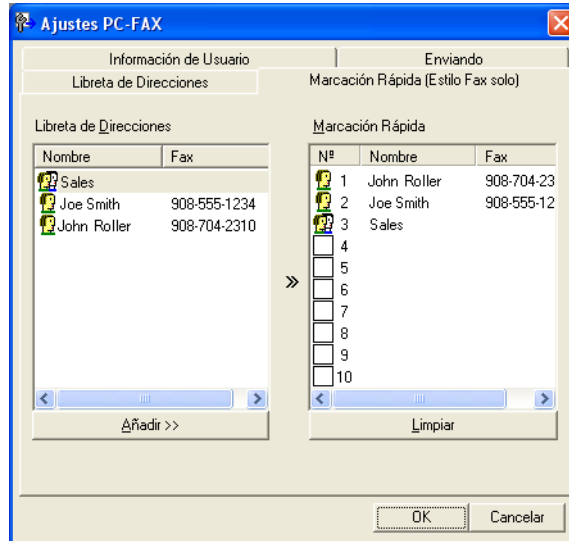 Ajustes PC-FAX
Información de Usuario
Enviando
Libreta de Direcciones
Marcación Rápida (Estilo Fax solo)
Libreta de Direcciones
Nombre Fax
Sales
Joe Smith 908-555-1234
John Roller 908-704-2310
Añadir >>
»
Marcación Rápida
Nº Nombre Fax
1 John Roller 908-704-23
2 Joe Smith 908-555-12
3 Sales
4
5
6
7
8
9
10
Limpiar
OK Cancelar